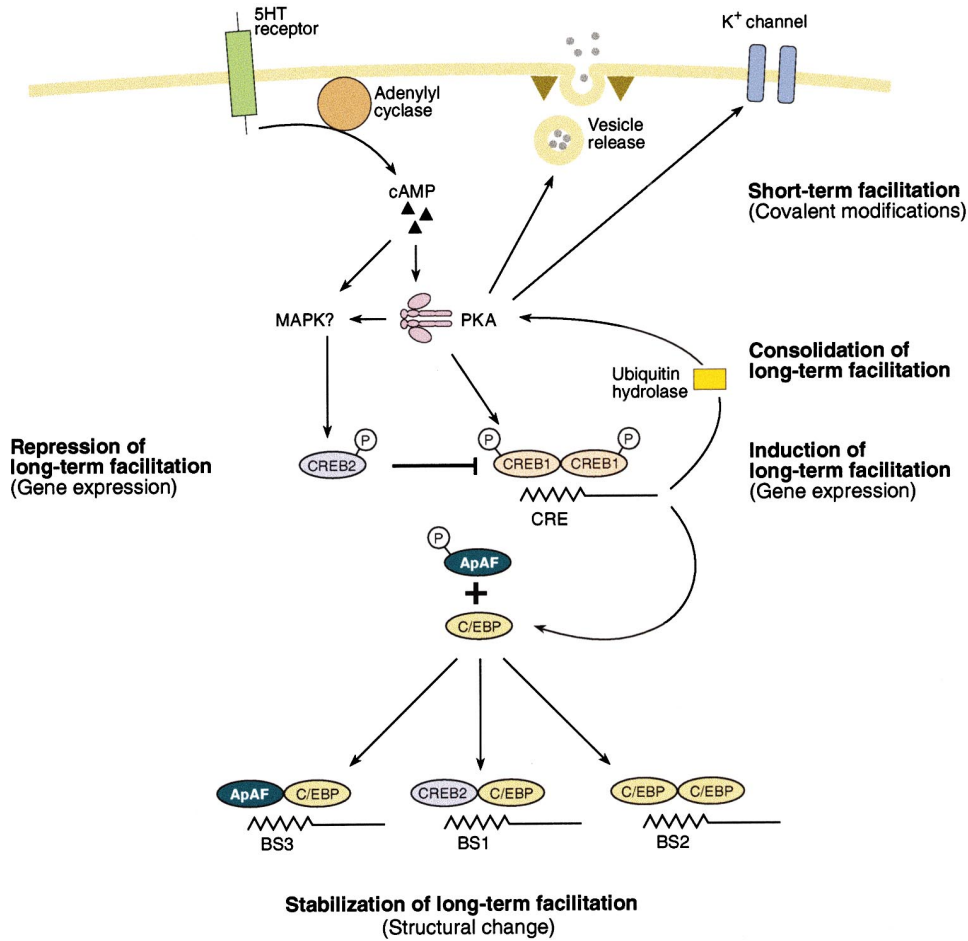 5HT
receptor
K+ channel
Adenylyl
cyclase
Vesicle
release
cAMP
Short-term facilitation
(Covalent modifications)
MAPK?
PKA
Consolidation of
long-term facilitation
Ubiquitin
hydrolase
Repression of
long-term facilitation
(Gene expression)
P
CREB2
P
P
CREB1
CREB1
CRE
Induction of
long-term facilitation
(Gene expression)
P
ApAF
+
C/EBP
ApAF
C/EBP
BS3
CREB2
C/EBP
BS1
C/EBP
C/EBP
BS2
Stabilization of long-term facilitation
(Structural change)